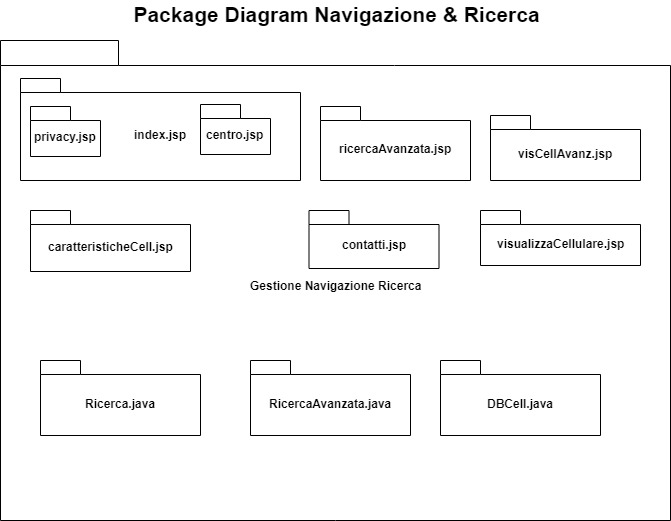 Package Diagram Navigazione & Ricerca
privacy.jsp
index.jsp
centro.jsp
ricercaAvanzata.jsp
visCellAvanz.jsp
caratteristicheCell.jsp
contatti.jsp
visualizzaCellulare.jsp
Gestione Navigazione Ricerca
Ricerca.java
RicercaAvanzata.java
DBCell.java